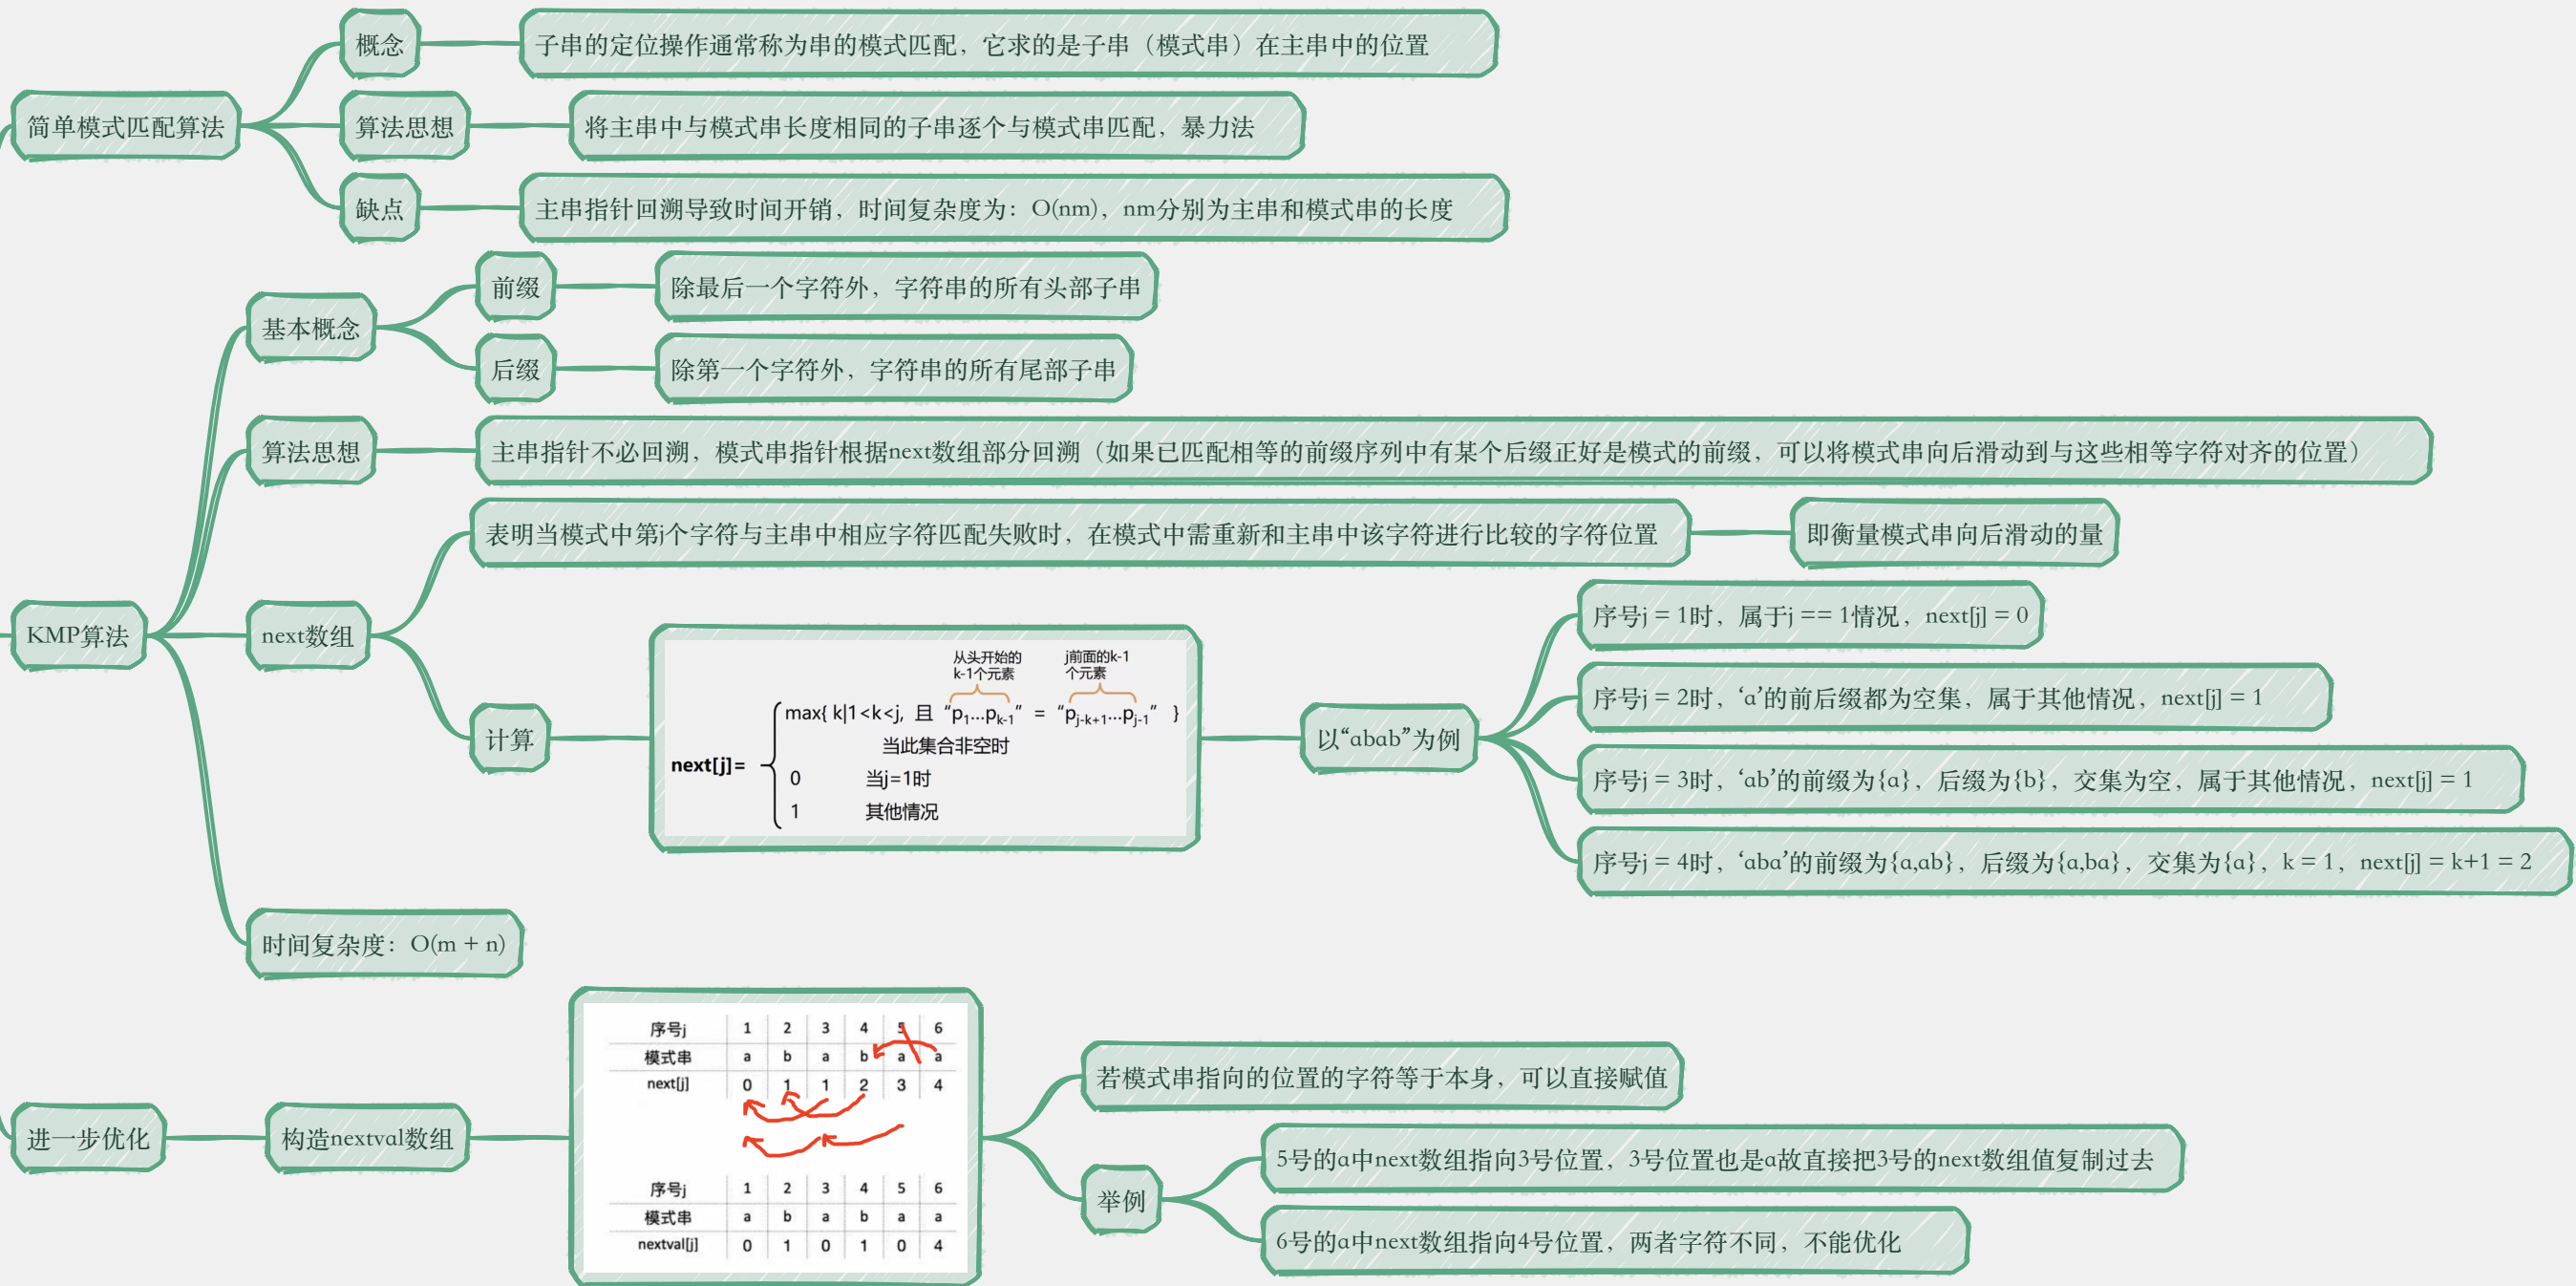 简单模式匹配算法
概念
子串的定位操作通常称为串的模式匹配，它求的是子串（模式串）在主串中的位置
算法思想
将主串中与模式串长度相同的子串逐个与模式串匹配，暴力法
缺点
主串指针回溯导致时间开销，时间复杂度为：O(nm)，nm分别为主串和模式串的长度
KMP算法
基本概念
前缀
除最后一个字符外，字符串的所有头部子串
后缀
除第一个字符外，字符串的所有尾部子串
算法思想
主串指针不必回溯，模式串指针根据next数组部分回溯（如果已匹配相等的前缀序列中有某个后缀正好是模式的前缀，可以将模式串向后滑动到与这些相等字符对齐的位置）
next数组
表明当模式中第j个字符与主串中相应字符匹配失败时，在模式中需重新和主串中该字符进行比较的字符位置
即衡量模式串向后滑动的量
计算
从头开始的
k-1个元素
j前面的k-1
个元素
max{ k|1<k<j, 且 “p1...pk-1” = “pj-k+1...pj-1” }
当此集合非空时
next[j]=
0 当j=1时
1 其他情况
以“abab”为例
序号j = 1时，属于j == 1情况，next[j] = 0
序号j = 2时，‘a’的前后缀都为空集，属于其他情况，next[j] = 1
序号j = 3时，‘ab’的前缀为{a}，后缀为{b}，交集为空，属于其他情况，next[j] = 1
序号j = 4时，‘aba’的前缀为{a,ab}，后缀为{a,ba}，交集为{a}，k = 1，next[j] = k+1 = 2
时间复杂度：O(m + n)
进一步优化
构造nextval数组
序号j 1 2 3 4 5 6
模式串 a b a b a a
next[j] 0 1 1 2 3 4
序号j 1 2 3 4 5 6
模式串 a b a b a a
nextval[j] 0 1 0 1 0 4
若模式串指向的位置的字符等于本身，可以直接赋值
举例
5号的a中next数组指向3号位置，3号位置也是a故直接把3号的next数组值复制过去
6号的a中next数组指向4号位置，两者字符不同，不能优化